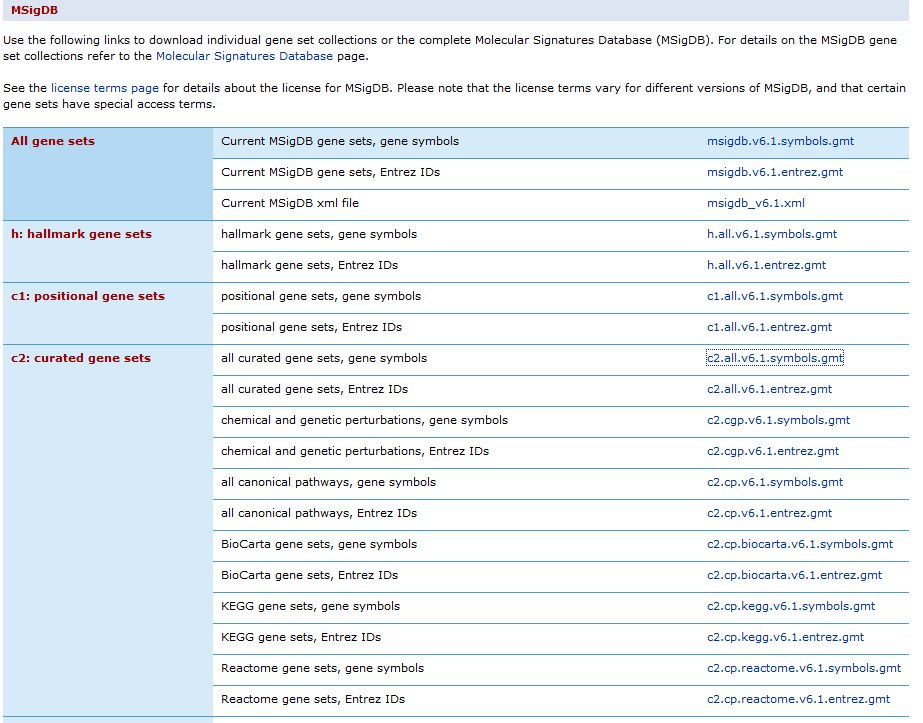 MSigDB
Use the following links to download individual gene set collections or the complete Molecular Signatures Database (MSigDB). For details on the MSigDB gene
set collections refer to the Molecular Signatures Database page.
See the license terms page for details about the license for MSigDB. Please note that the license terms vary for different versions of MSigDB, and that certain
gene sets have special access terms.
All gene sets Current MSigDB gene sets, gene symbols msigdb.v6.1.symbols.gmt
Current MSigDB gene sets, Entrez IDs msigdb.v6.1.entrez.gmt
Current MSigDB xml file msigdb_v6.1.xml
h: hallmark gene sets hallmark gene sets, gene symbols h.all.v6.1.symbols.gmt
hallmark gene sets, Entrez IDs h.all.v6.1.entrez.gmt
c1: positional gene sets positional gene sets, gene symbols c1.all.v6.1.symbols.gmt
positional gene sets, Entrez IDs c1.all.v6.1.entrez.gmt
c2: curated gene sets all curated gene sets, gene symbols c2.all.v6.1.symbols.gmt
all curated gene sets, Entrez IDs c2.all.v6.1.entrez.gmt
chemical and genetic perturbations, gene symbols c2.cgp.v6.1.symbols.gmt
chemical and genetic perturbations, Entrez IDs c2.cgp.v6.1.entrez.gmt
all canonical pathways, gene symbols c2.cp.v6.1.symbols.gmt
all canonical pathways, Entrez IDs c2.cp.v6.1.entrez.gmt
BioCarta gene sets, gene symbols c2.cp.biocarta.v6.1.symbols.gmt
BioCarta gene sets, Entrez IDs c2.cp.biocarta.v6.1.entrez.gmt
KEGG gene sets, gene symbols c2.cp.kegg.v6.1.symbols.gmt
KEGG gene sets, Entrez IDs c2.cp.kegg.v6.1.entrez.gmt
Reactome gene sets, gene symbols c2.cp.reactome.v6.1.symbols.gmt
Reactome gene sets, Entrez IDs c2.cp.reactome.v6.1.entrez.gmt